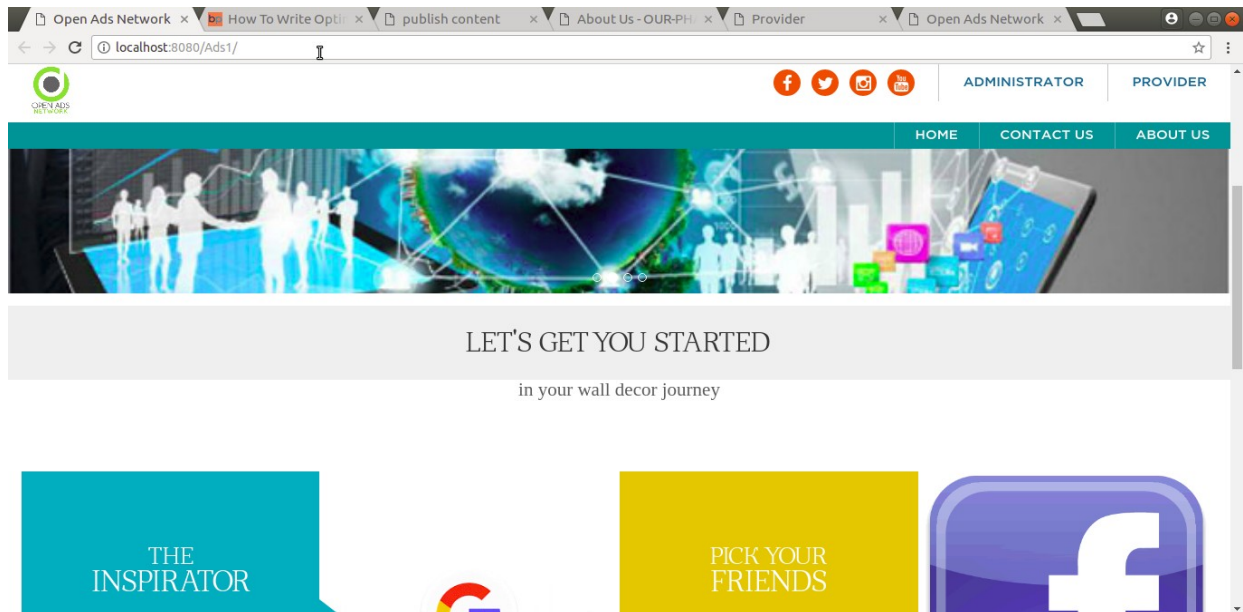 Open Ads Network
How To Write Opti
publish content
About Us - OUR-PH
Provider
Open Ads Network
localhost:8080/Ads1/
OPEN ADS
NETWORK
You
Tube
ADMINISTRATOR
PROVIDER
HOME
CONTACT US
ABOUT US
LET'S GET YOU STARTED
in your wall decor journey
THE
INSPIRATOR
PICK YOUR
FRIENDS